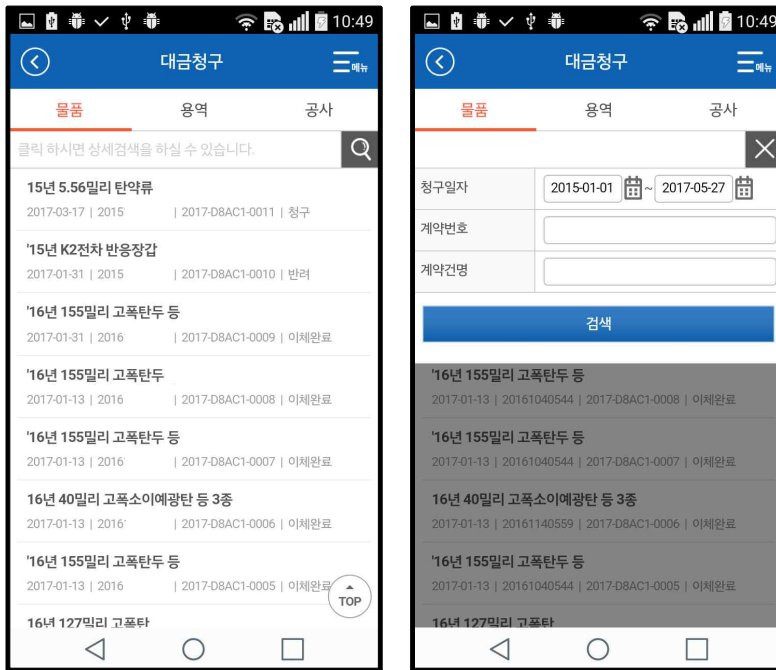 10:49
대금청구
메뉴
물품 용역 공사
클릭 하시면 상세검색을 하실 수 있습니다.
15년 5.56밀리 탄약류
2017-03-17 | 2015 | 2017-D8AC1-0011 | 청구
'15년 K2전차 반응장갑
2017-01-31 | 2015 | 2017-D8AC1-0010 | 반려
'16년 155밀리 고폭탄두 등
2017-01-31 | 2016 | 2017-D8AC1-0009 | 이체완료
'16년 155밀리 고폭탄두
2017-01-13 | 2016 | 2017-D8AC1-0008 | 이체완료
'16년 155밀리 고폭탄두 등
2017-01-13 | 2016 | 2017-D8AC1-0007 | 이체완료
16년 40밀리 고폭소이예광탄 등 3종
2017-01-13 | 2016 | 2017-D8AC1-0006 | 이체완료
'16년 155밀리 고폭탄두 등
2017-01-13 | 2016 | 2017-D8AC1-0005 | 이체완료
TOP
16년 127밀리 고폭탄
10:49
대금청구
메뉴
물품 용역 공사
청구일자 2015-01-01 ~ 2017-05-27
계약번호
계약건명
검색
'16년 155밀리 고폭탄두 등
2017-01-13 | 20161040544 | 2017-D8AC1-0008 | 이체완료
'16년 155밀리 고폭탄두 등
2017-01-13 | 20161040544 | 2017-D8AC1-0007 | 이체완료
16년 40밀리 고폭소이예광탄 등 3종
2017-01-13 | 20161140559 | 2017-D8AC1-0006 | 이체완료
'16년 155밀리 고폭탄두 등
2017-01-13 | 20161040544 | 2017-D8AC1-0005 | 이체완료
16년 127밀리 고폭탄